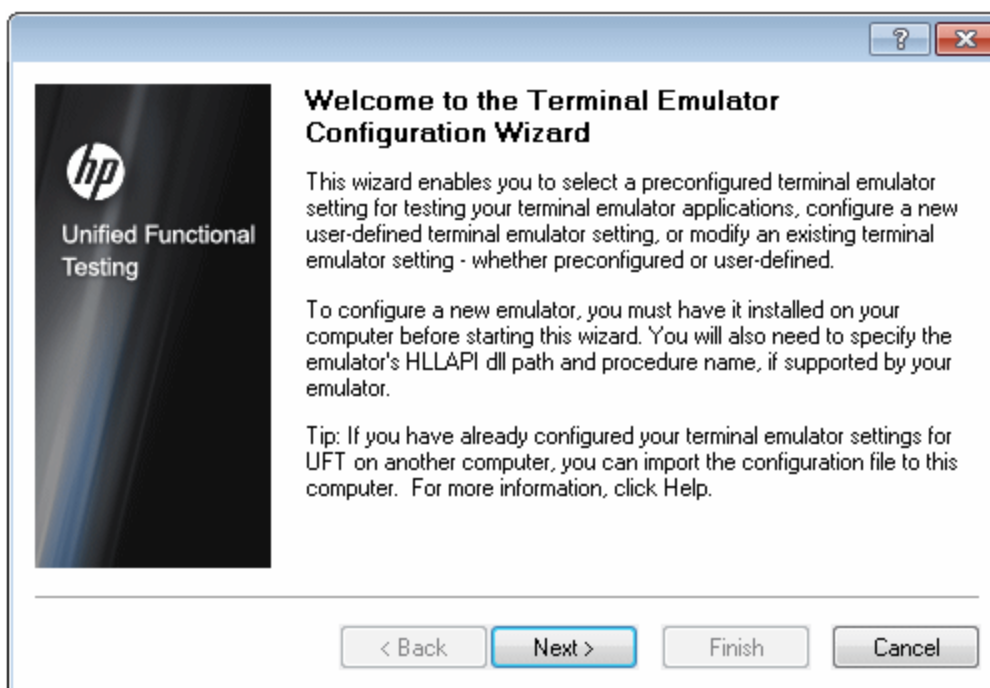 ?
hp
Unified Functional
Testing
Welcome to the Terminal Emulator
Configuration Wizard
This wizard enables you to select a preconfigured terminal emulator
setting for testing your terminal emulator applications, configure a new
user-defined terminal emulator setting, or modify an existing terminal
emulator setting - whether preconfigured or user-defined.
To configure a new emulator, you must have it installed on your
computer before starting this wizard. You will also need to specify the
emulator's HLLAPI dll path and procedure name, if supported by your
emulator.
Tip: If you have already configured your terminal emulator settings for
UFT on another computer, you can import the configuration file to this
computer.  For more information, click Help.
< Back Next > Finish Cancel